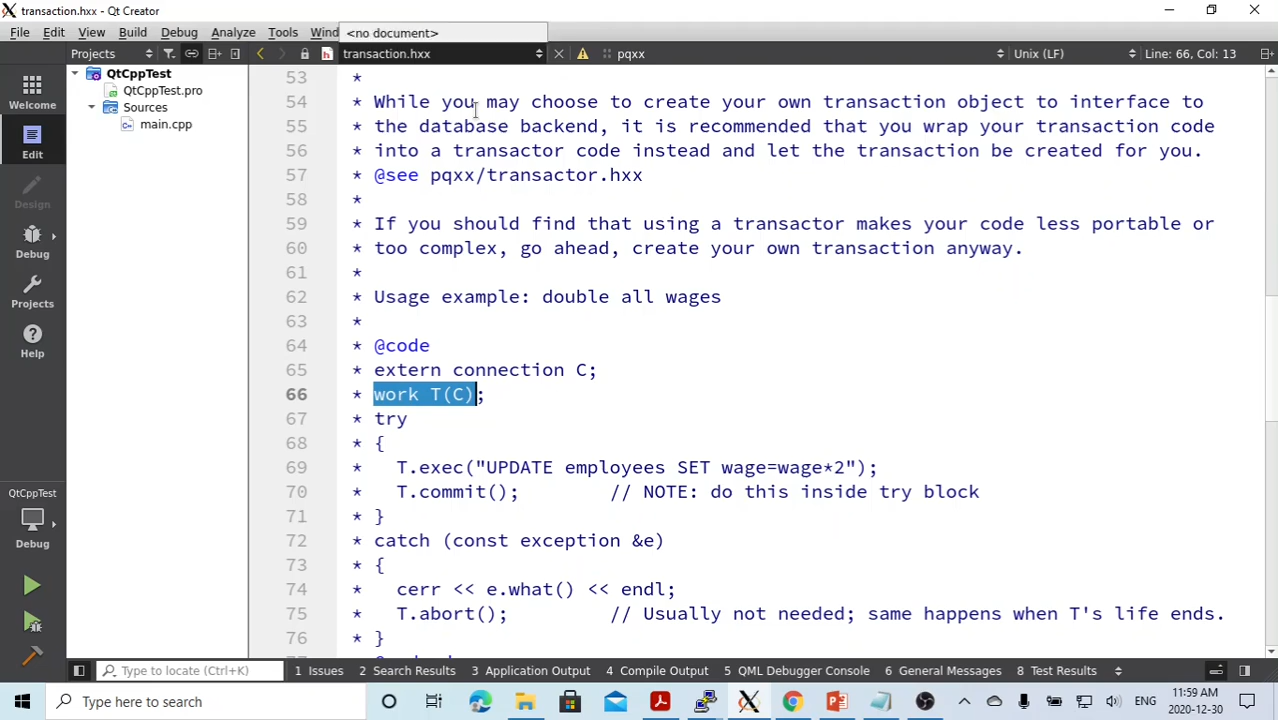 transaction.hxx - Qt Creator
File Edit View Build Debug Analyze Tools Wind
<no document>
Projects
transaction.hxx
pqxx
Unix (LF)
Line: 66, Col: 13
QtCppTest
QtCppTest.pro
Sources
main.cpp
Welcome
Edit
Design
Debug
Projects
Help
QtCppTest
Debug
53 *
54 * While you may choose to create your own transaction object to interface to
55 * the database backend, it is recommended that you wrap your transaction code
56 * into a transactor code instead and let the transaction be created for you.
57 * @see pqxx/transactor.hxx
58 *
59 * If you should find that using a transactor makes your code less portable or
60 * too complex, go ahead, create your own transaction anyway.
61 *
62 * Usage example: double all wages
63 *
64 * @code
65 * extern connection C;
66 * work T(C);
67 * try
68 * {
69 *   T.exec("UPDATE employees SET wage=wage*2");
70 *   T.commit();        // NOTE: do this inside try block
71 * }
72 * catch (const exception &e)
73 * {
74 *   cerr << e.what() << endl;
75 *   T.abort();         // Usually not needed; same happens when T's life ends.
76 * }
Type to locate (Ctrl+K)
1 Issues 2 Search Results 3 Application Output 4 Compile Output 5 QML Debugger Console 6 General Messages 8 Test Results
Type here to search
ENG
11:59 AM
2020-12-30